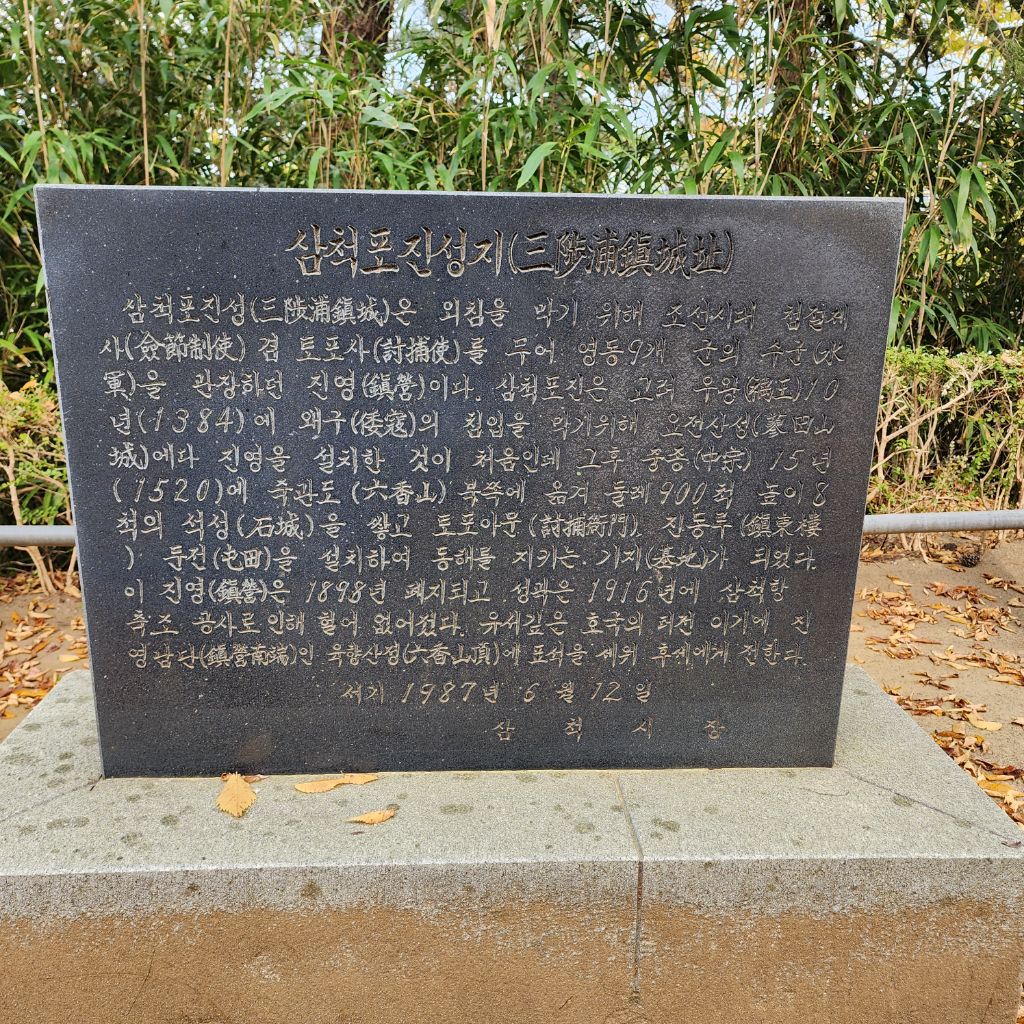 삼척포진성지(三陟浦鎭城址)
삼척포진성(三陟浦鎭城)은 외침을 막기 위해 조선시대 첨절제
사(僉節制使) 겸 토포사(討捕使)를 두어 영동9개 군의 수군(水
軍)을 관장하던 진영(鎭營)이다. 삼척포진은 고려 우왕(禑王)10
년(1384)에 왜구(倭寇)의 침입을 막기위해 오전산성(蓼田山
城)에다 진영을 설치한 것이 처음인데 그후 중종(中宗) 15년
(1520)에 죽관도 (六香山) 북쪽에 옮겨 둘레 900척 높이 8
척의 석성(石城)을 쌓고 토포아문(討捕衙門), 진동루(鎭東樓
) 둔전(屯田)을 설치하여 동해를 지키는 기지(基地)가 되었다.
이 진영(鎭營)은 1898년 폐지되고 성곽은 1916년에 삼척항
축조 공사로 인해 헐어 없어졌다. 유서깊은 호국의 터전 이기에 진
영남단(鎭營南端)인 육향산정(六香山頂)에 표석을 세워 후세에게 전한다.
서기 1987년 6월 12일
삼 척 시 장